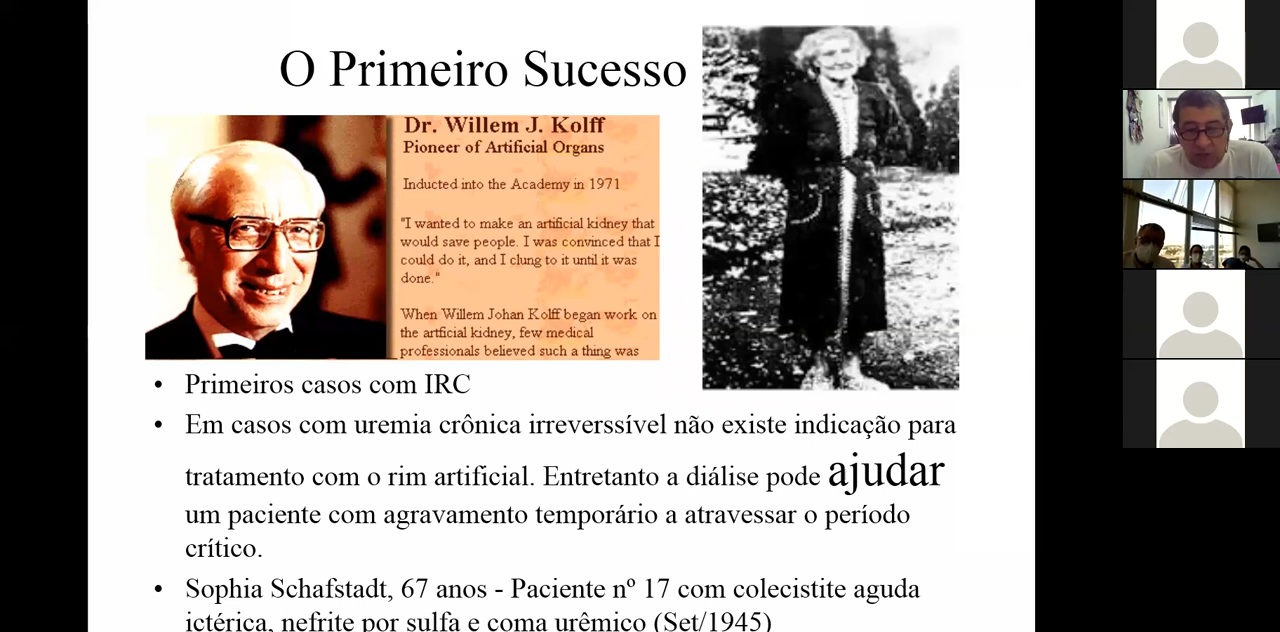 O Primeiro Sucesso
Dr. Willem J. Kolff
Pioneer of Artificial Organs
Inducted into the Academy in 1971
"I wanted to make an artificial kidney that
would save people. I was convinced that I
could do it, and I clung to it until it was
done."
When Willem Johan Kolff began work on
the artficial kidney, few medical
professionals believed such a thing was
• Primeiros casos com IRC
• Em casos com uremia crônica irreverssível não existe indicação para
tratamento com o rim artificial. Entretanto a diálise pode ajudar
um paciente com agravamento temporário a atravessar o período
crítico.
• Sophia Schafstadt, 67 anos - Paciente nº 17 com colecistite aguda
ictérica, nefrite por sulfa e coma urêmico (Set/1945)